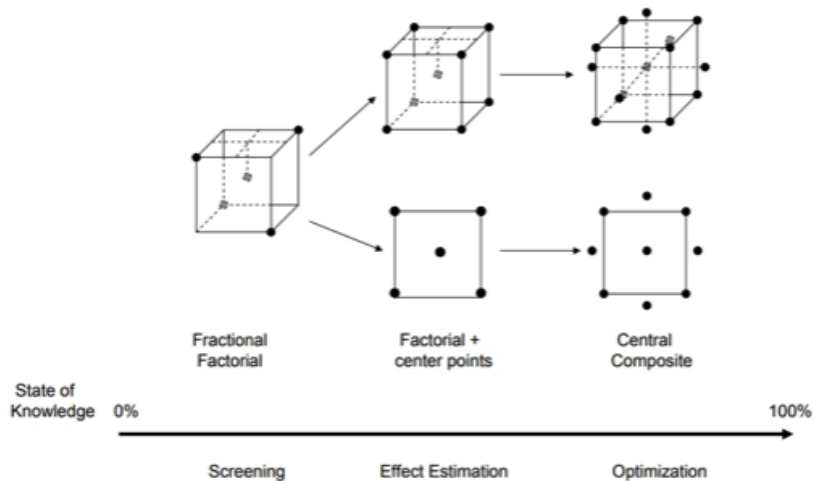 Fractional
Factorial
Factorial +
center points
Central
Composite
State of
Knowledge 0% 100%
Screening Effect Estimation Optimization